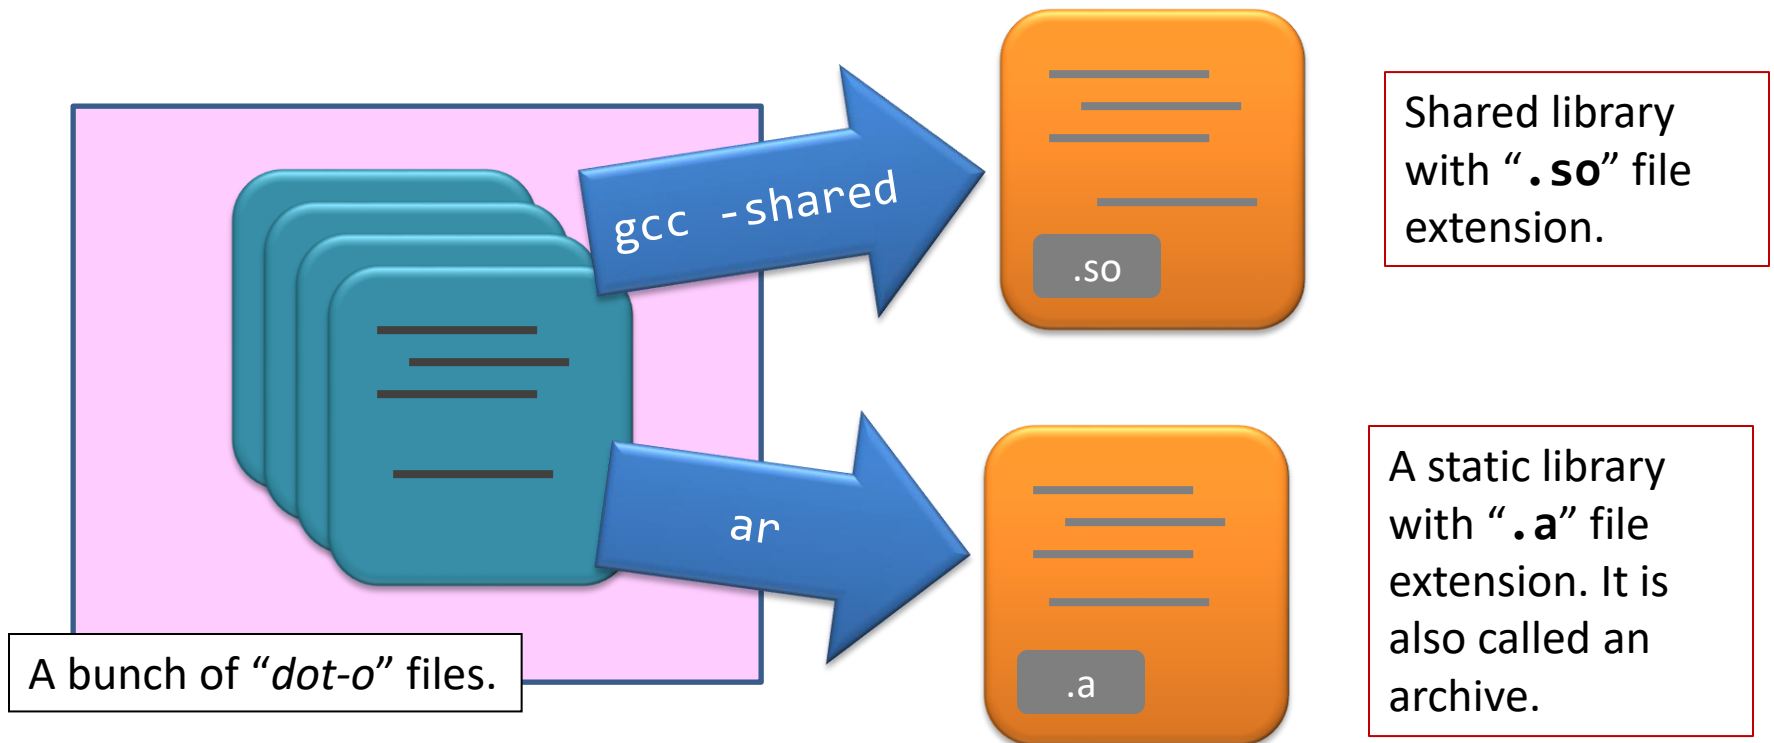 gcc -shared
.so
Shared library
with “.so” file
extension.
ar
.a
A static library
with “.a” file
extension. It is
also called an
archive.
A bunch of “dot-o” files.